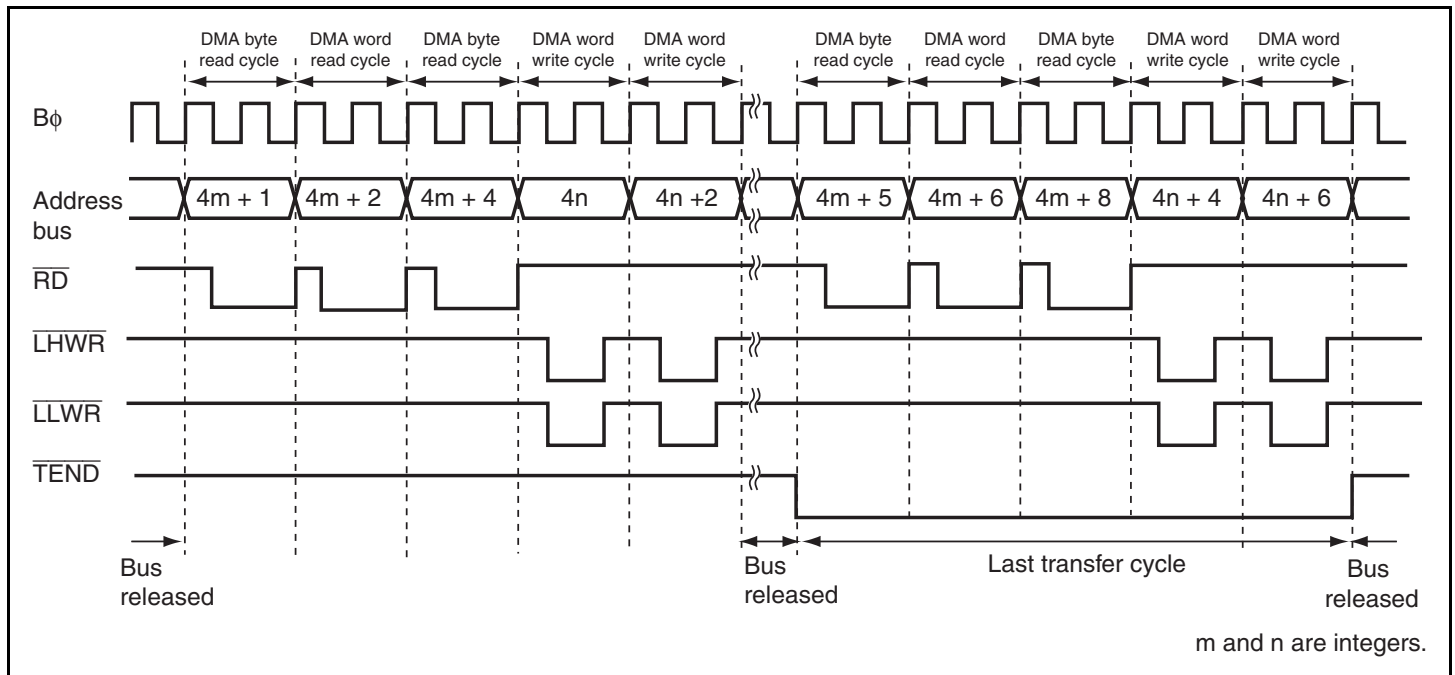 DMA byte read cycle DMA word read cycle DMA byte read cycle DMA word write cycle DMA word write cycle DMA byte read cycle DMA word read cycle DMA byte read cycle DMA word write cycle DMA word write cycle
Bϕ
Address bus 4m + 1 4m + 2 4m + 4 4n 4n +2 4m + 5 4m + 6 4m + 8 4n + 4 4n + 6
RD
LHWR
LLWR
TEND
Bus released Bus released Last transfer cycle Bus released
m and n are integers.